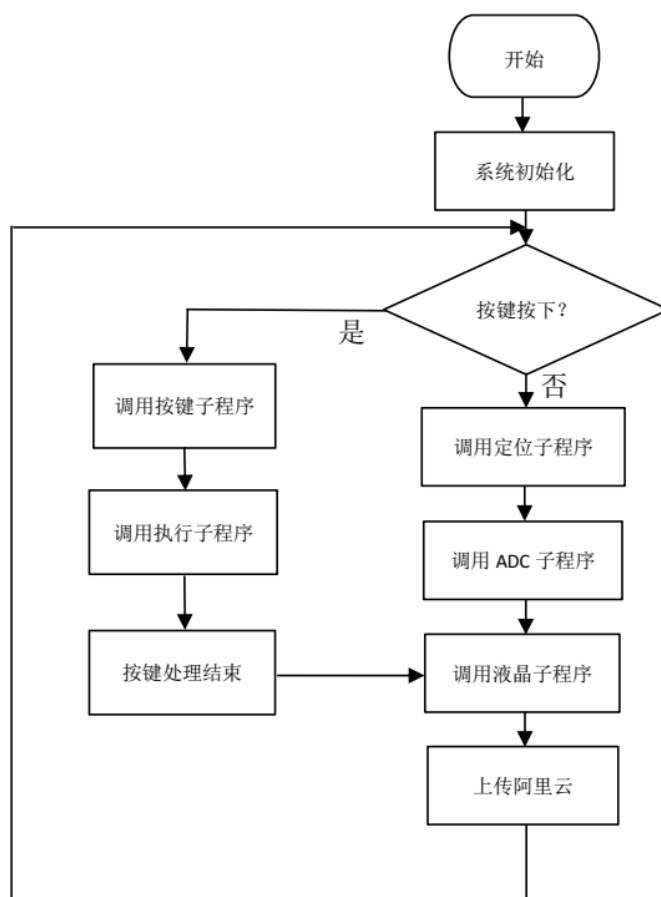 开始
系统初始化
按键按下？
是
否
调用按键子程序
调用定位子程序
调用执行子程序
调用 ADC 子程序
按键处理结束
调用液晶子程序
上传阿里云